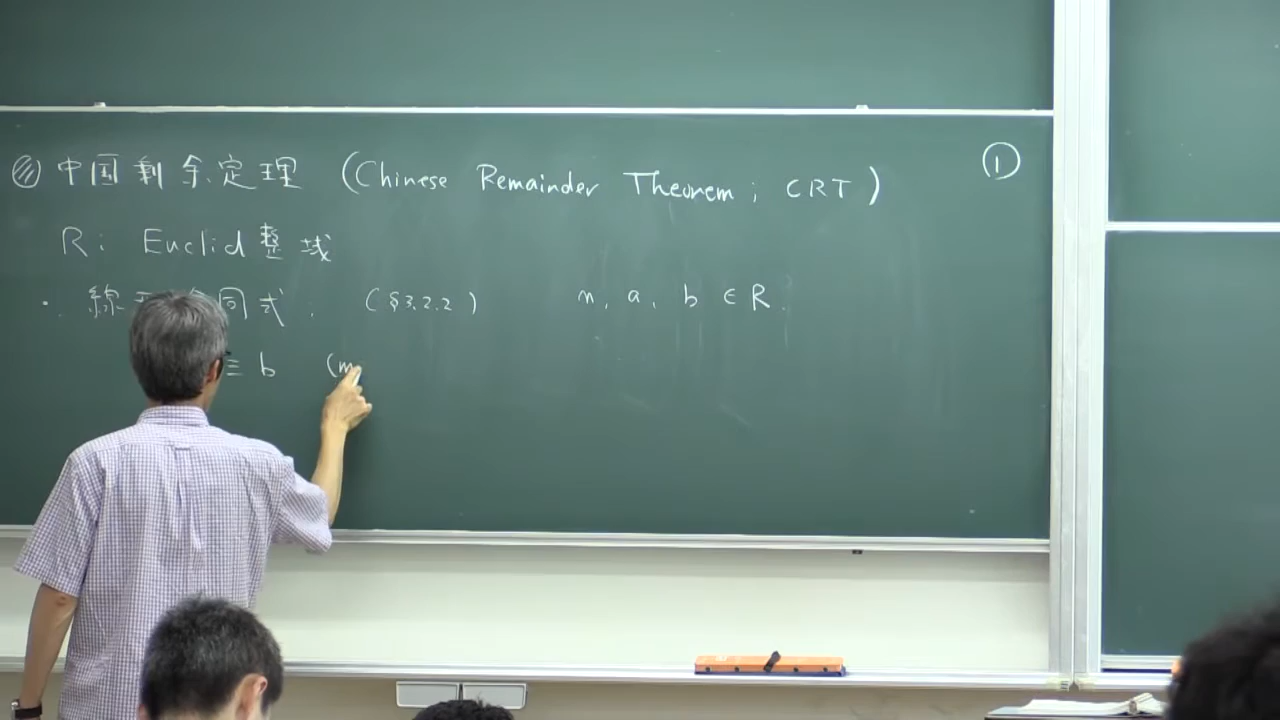 中国剰余定理 (Chinese Remainder Theorem ; CRT) ①
R: Euclid整域
・線 同式. (§3.2.2) n, a, b ∈ R.
≡ b (m